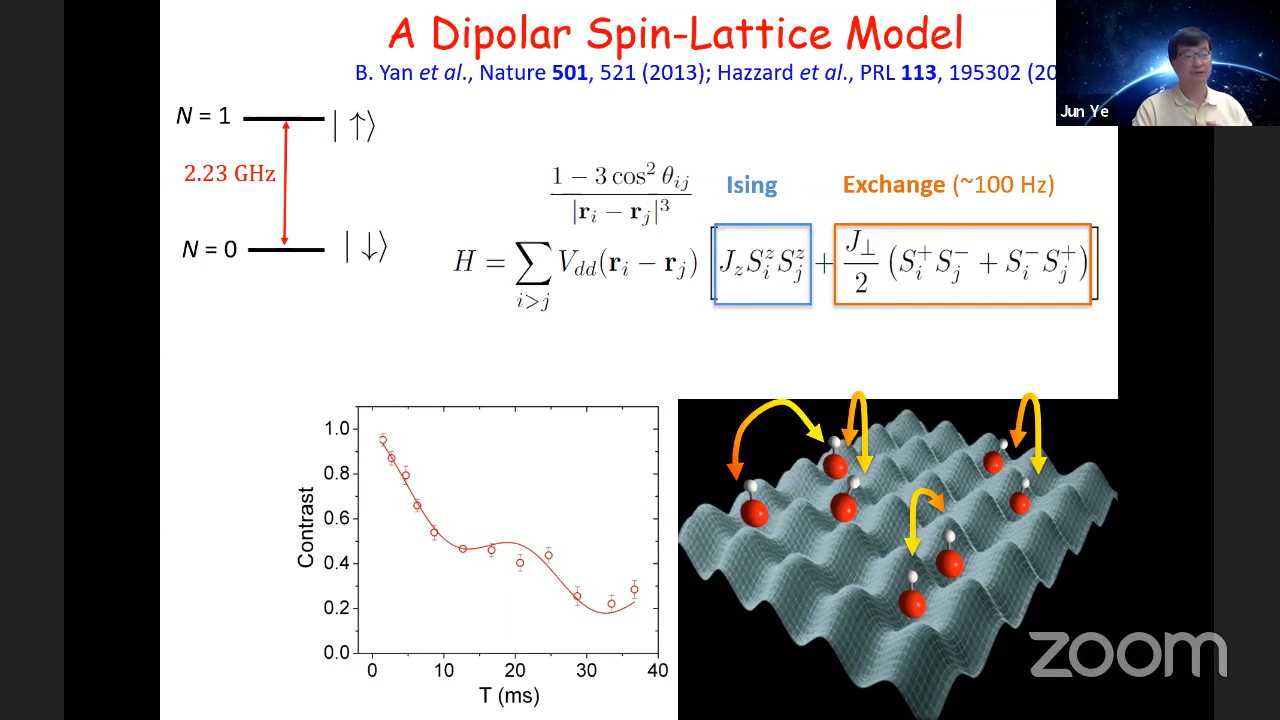 A Dipolar Spin-Lattice Model
B. Yan et al., Nature 501, 521 (2013); Hazzard et al., PRL 113, 195302 (20
Jun Ye
N = 1
| ↑⟩
2.23 GHz
N = 0
| ↓⟩
1 − 3 cos² θij / |ri − rj|³
Ising
Exchange (~100 Hz)
H = ∑i>j Vdd(ri − rj) [JzSizSjz + J⊥/2 (Si+Sj− + Si−Sj+)]
Contrast
1.0
0.8
0.6
0.4
0.2
0.0
0 10 20 30 40
T (ms)
zoom